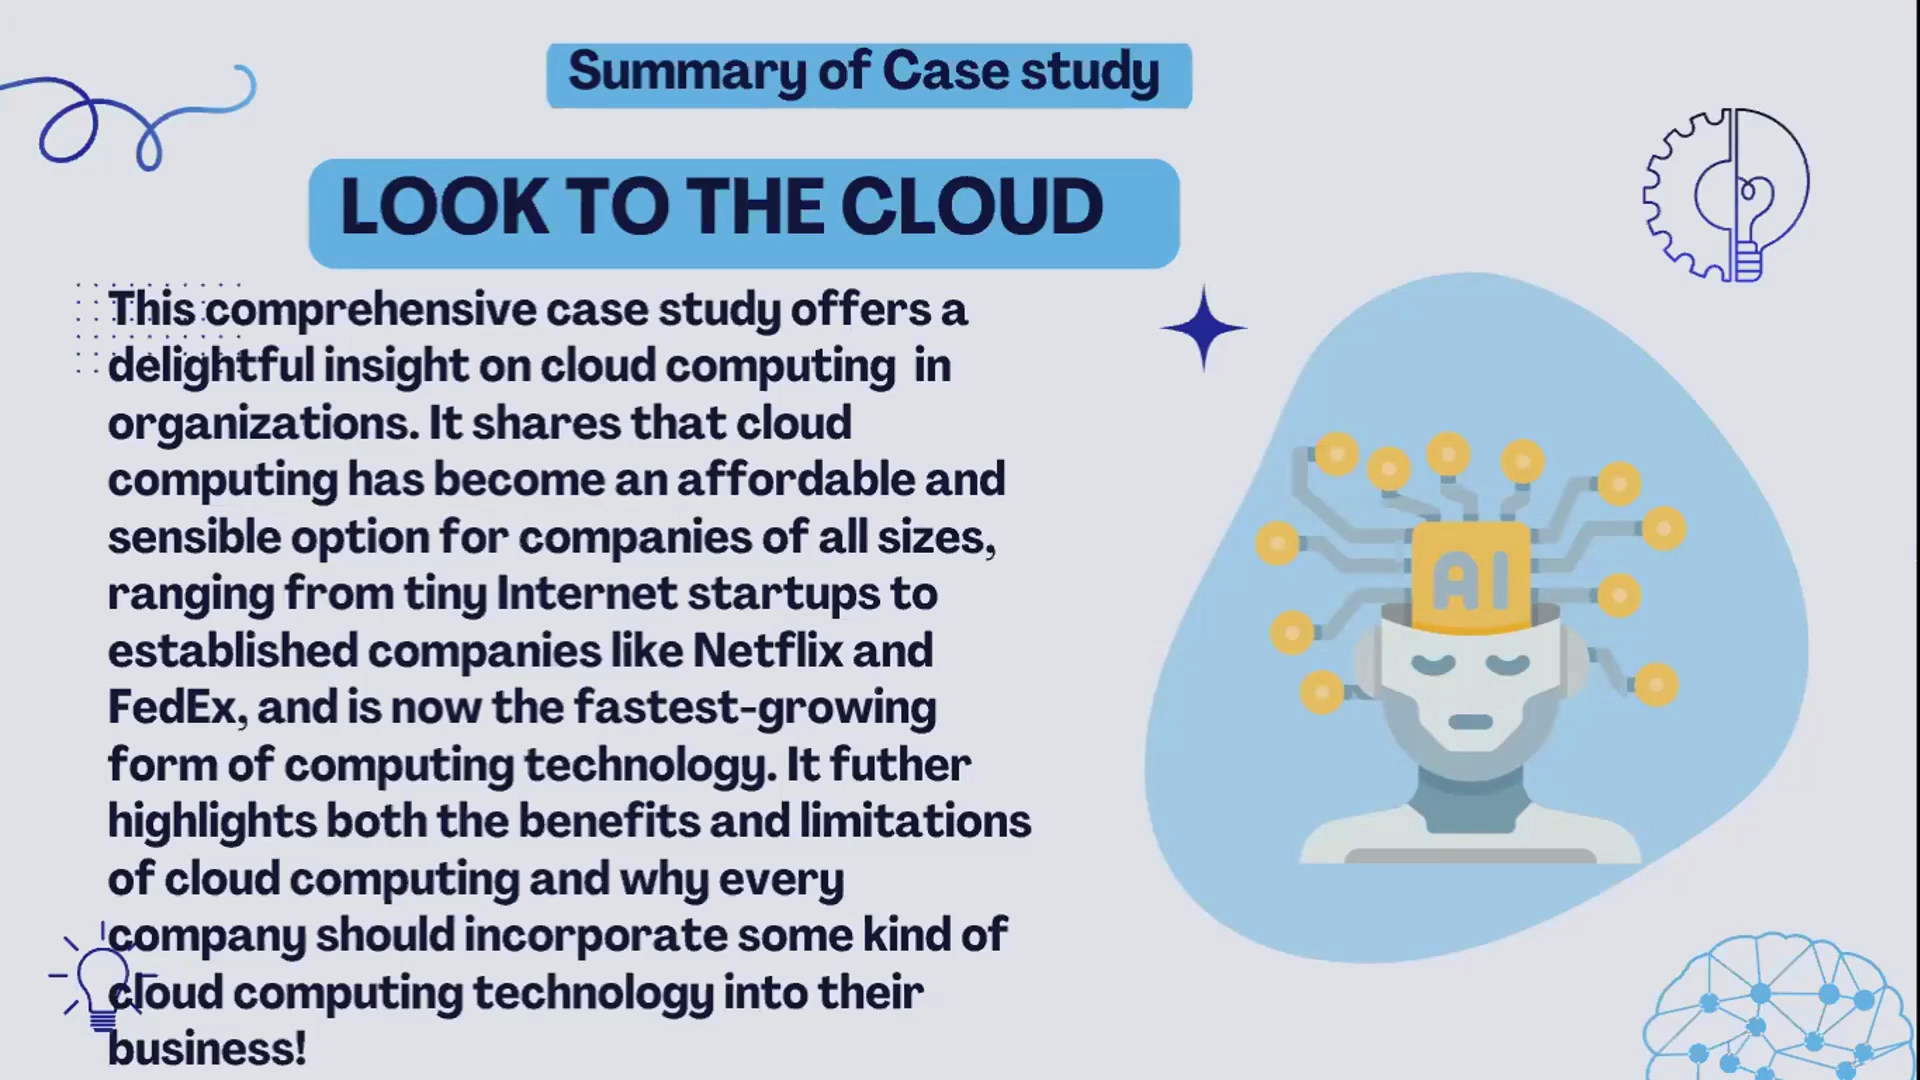 Summary of Case study
LOOK TO THE CLOUD
This comprehensive case study offers a
delightful insight on cloud computing  in
organizations. It shares that cloud
computing has become an affordable and
sensible option for companies of all sizes,
ranging from tiny Internet startups to
established companies like Netflix and
FedEx, and is now the fastest-growing
form of computing technology. It futher
highlights both the benefits and limitations
of cloud computing and why every
company should incorporate some kind of
cloud computing technology into their
business!
AI